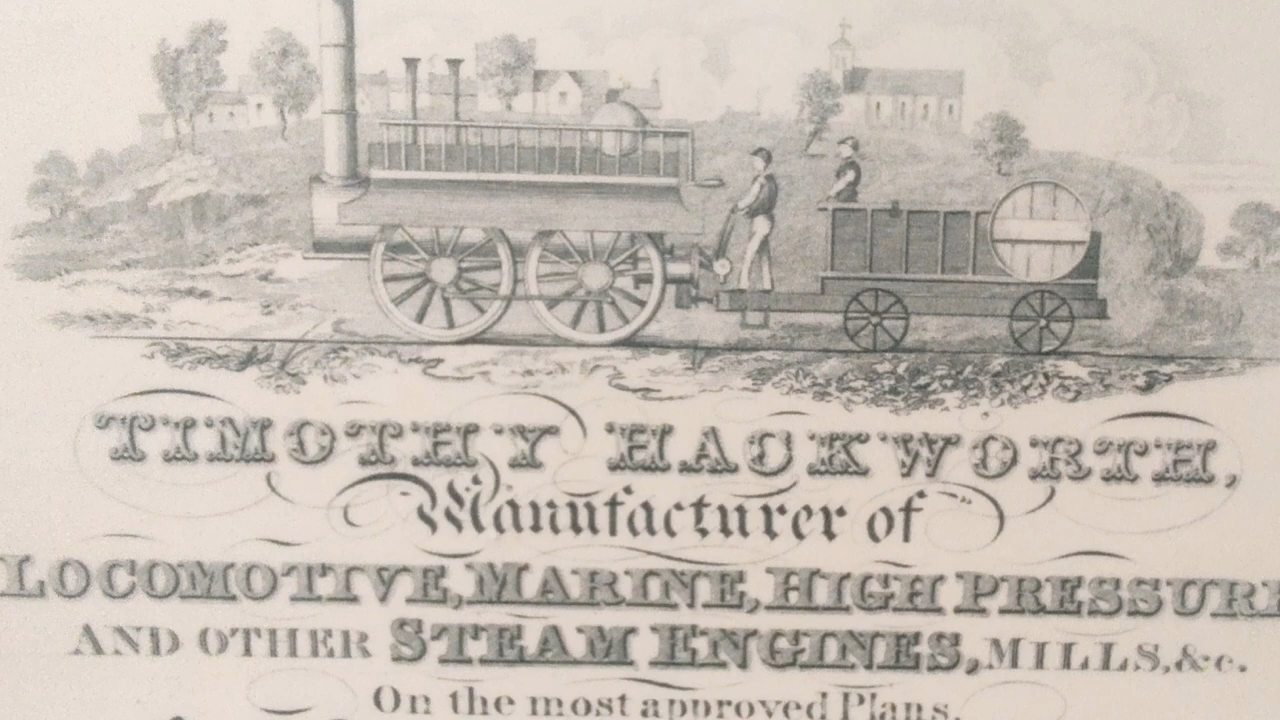 TIMOTHY HACKWORTH,
Manufacturer of
LOCOMOTIVE, MARINE, HIGH PRESSURE
AND OTHER STEAM ENGINES, MILLS, &c.
On the most approved Plans.